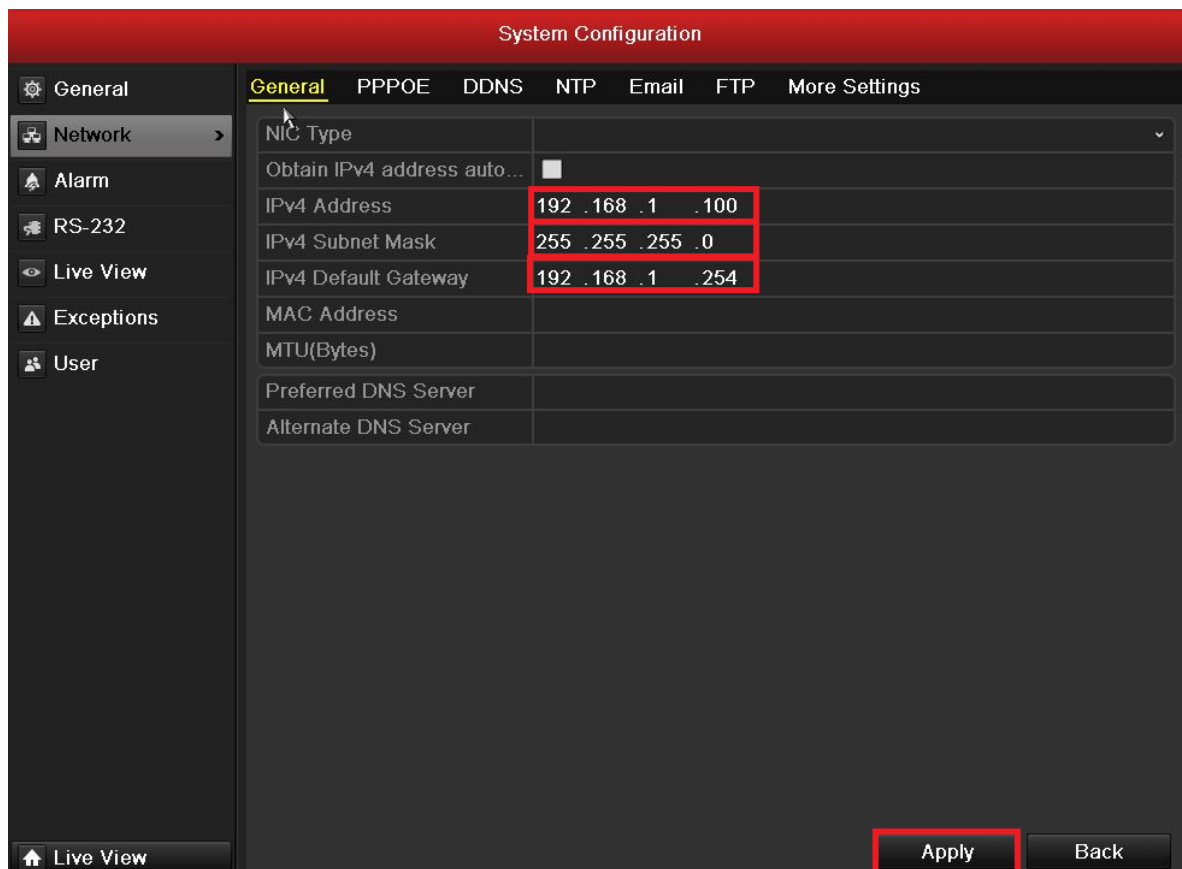 System Configuration
General
Network
Alarm
RS-232
Live View
Exceptions
User
Live View
General PPPOE DDNS NTP Email FTP More Settings
NIC Type
Obtain IPv4 address auto...
IPv4 Address 192 .168 .1 .100
IPv4 Subnet Mask 255 .255 .255 .0
IPv4 Default Gateway 192 .168 .1 .254
MAC Address
MTU(Bytes)
Preferred DNS Server
Alternate DNS Server
Apply Back